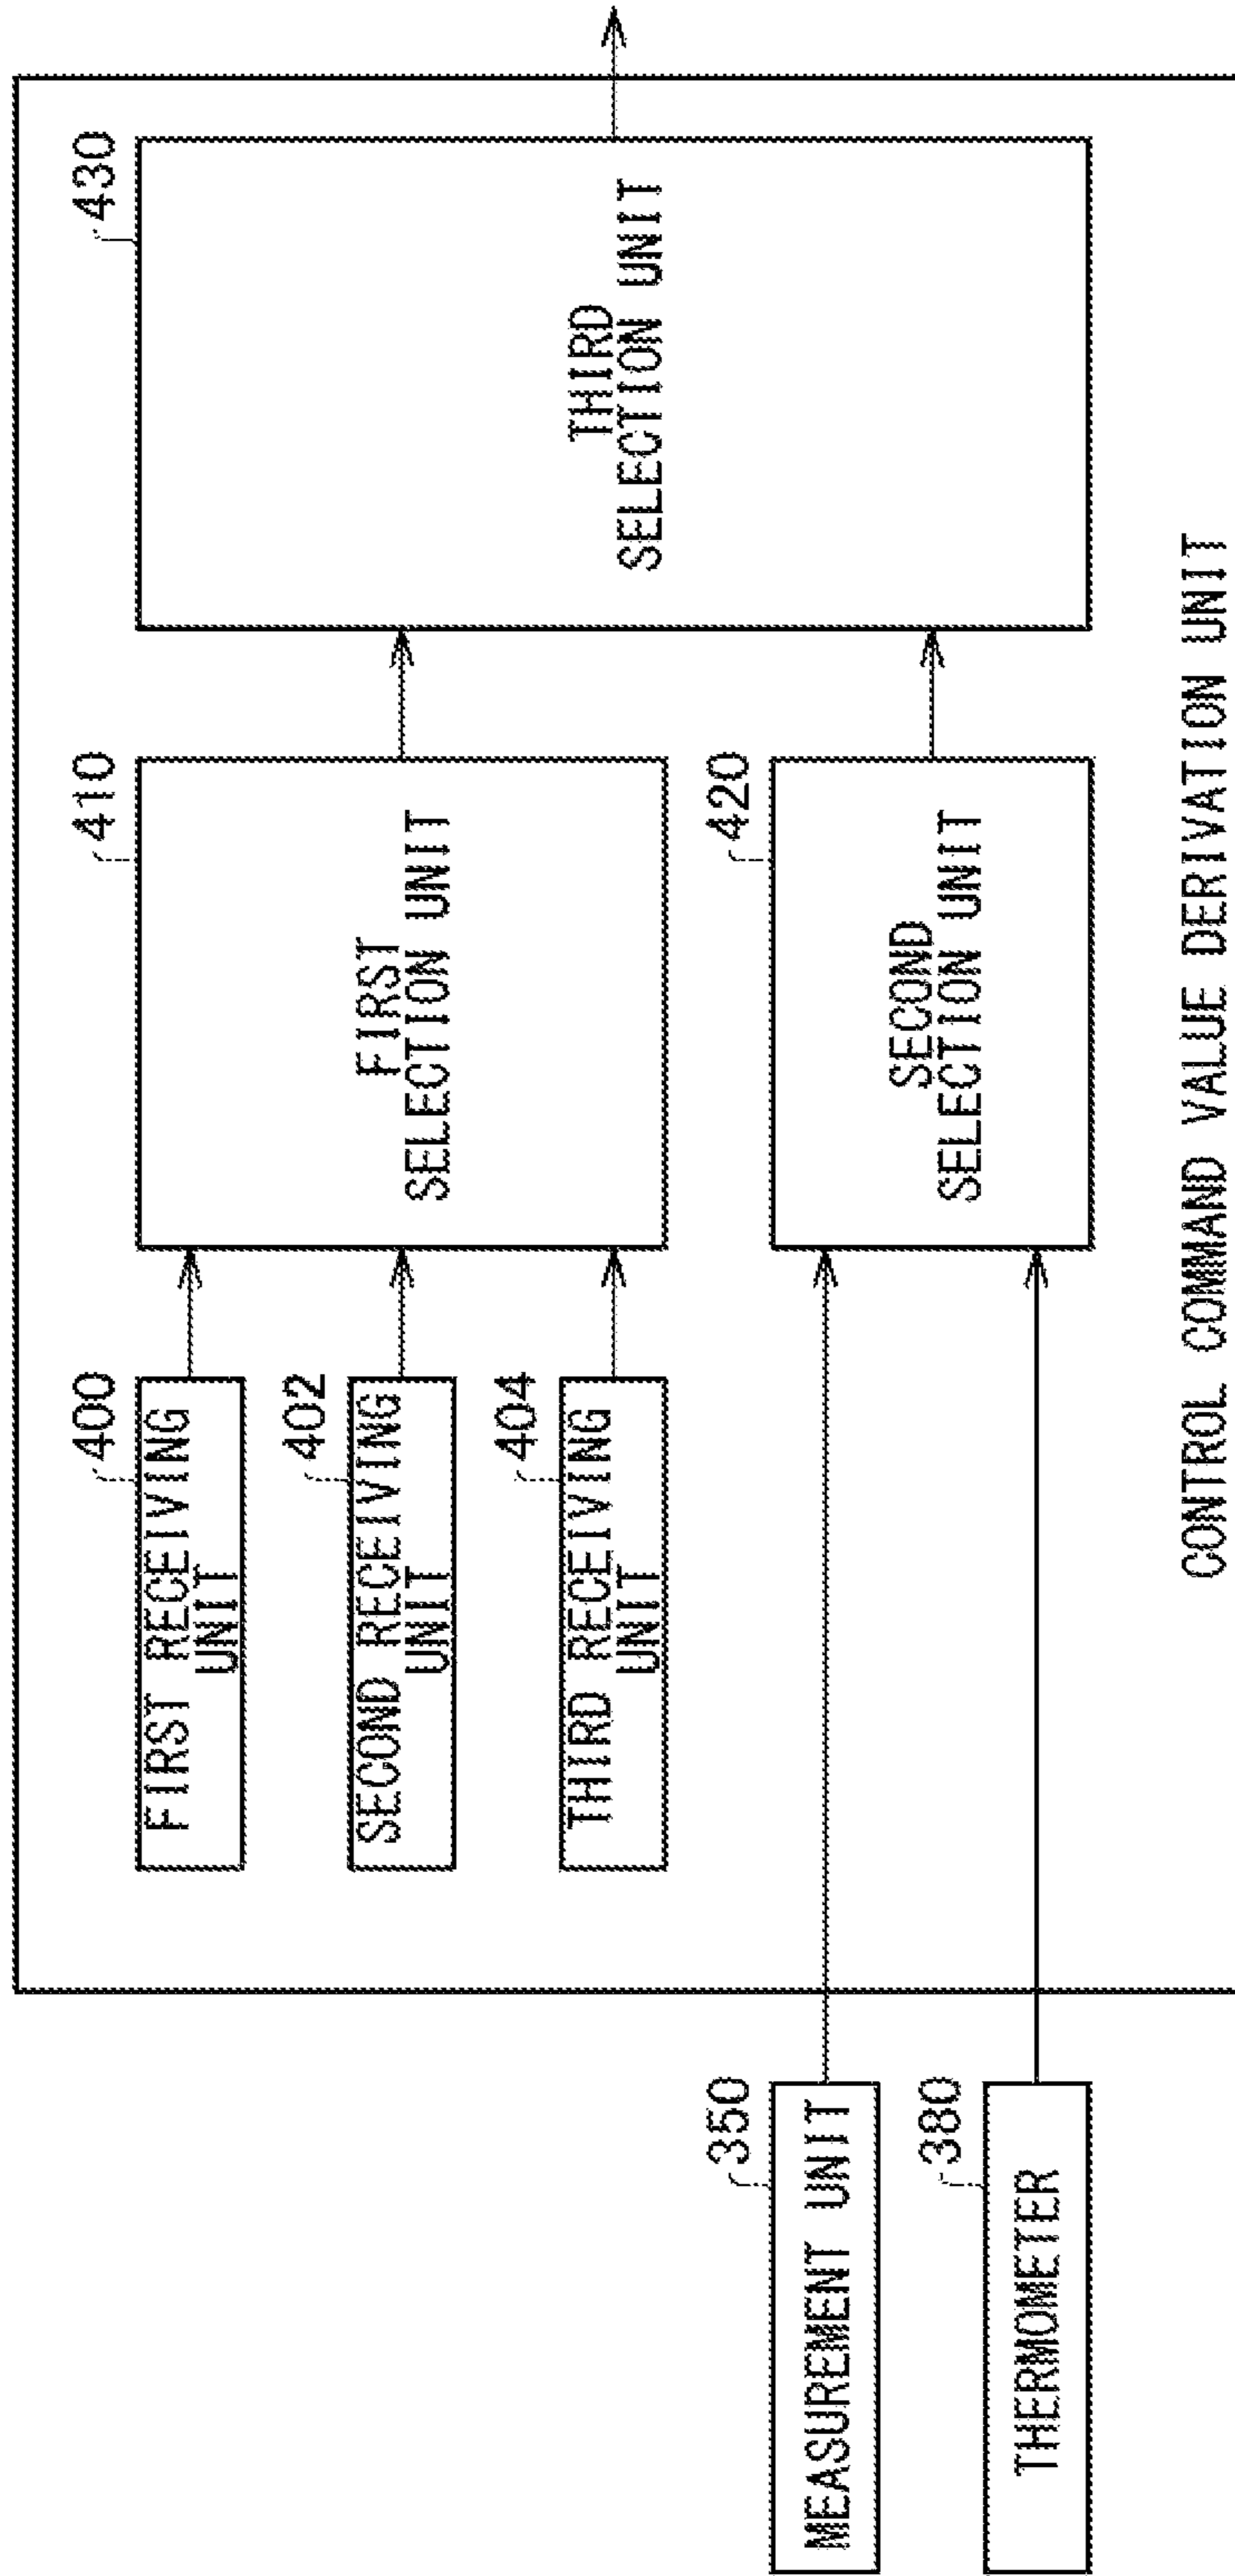 400
FIRST RECEIVING
UNIT
402
SECOND RECEIVING
UNIT
404
THIRD RECEIVING
UNIT
410
FIRST
SELECTION UNIT
430
THIRD
SELECTION UNIT
350
MEASUREMENT UNIT
380
THERMOMETER
420
SECOND
SELECTION UNIT
CONTROL COMMAND VALUE DERIVATION UNIT